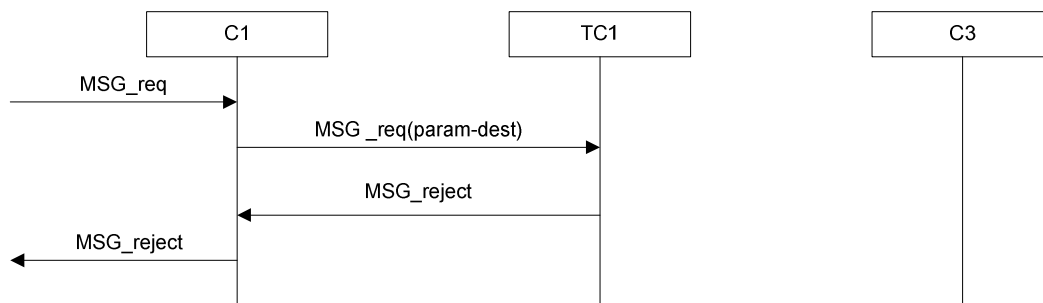 C1
TC1
C3
MSG_req
MSG _req(param-dest)
MSG_reject
MSG_reject